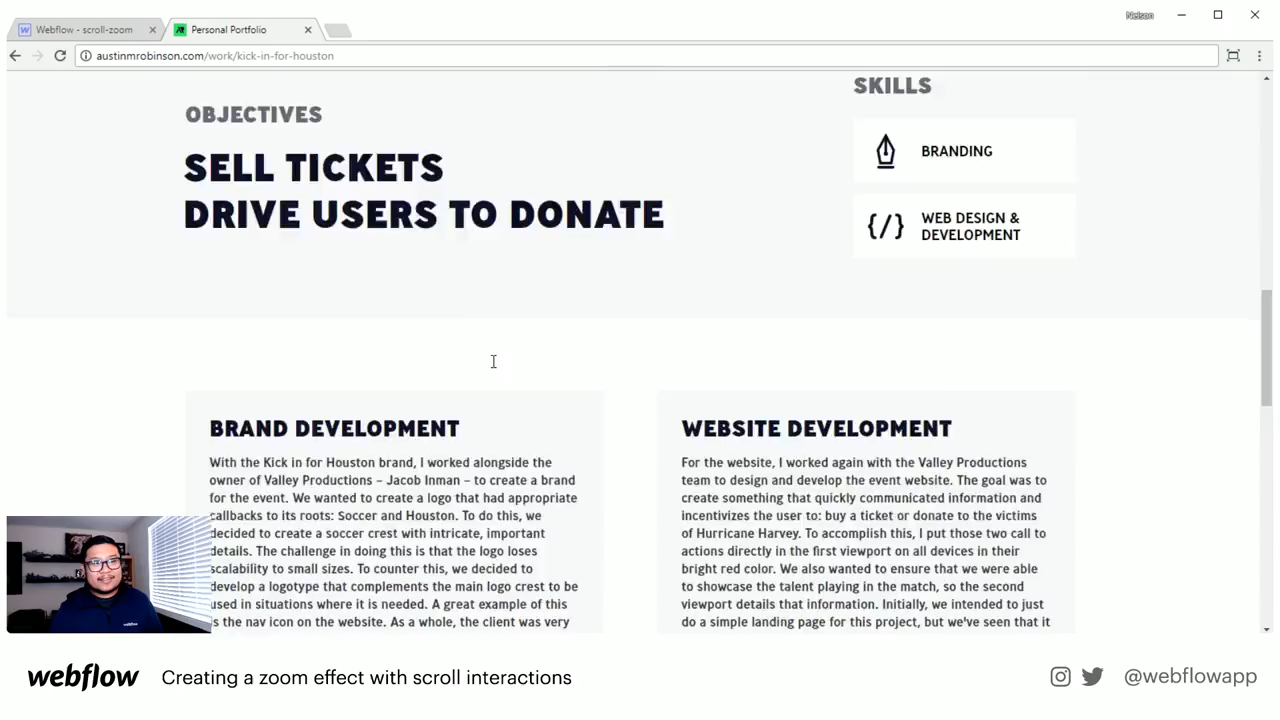 Nelson
Webflow - scroll-zoom
Personal Portfolio
austinmrobinson.com/work/kick-in-for-houston
SKILLS
OBJECTIVES
SELL TICKETS
DRIVE USERS TO DONATE
BRANDING
WEB DESIGN &
DEVELOPMENT
BRAND DEVELOPMENT
With the Kick in for Houston brand, I worked alongside the
owner of Valley Productions – Jacob Inman – to create a brand
for the event. We wanted to create a logo that had appropriate
callbacks to its roots: Soccer and Houston. To do this, we
decided to create a soccer crest with intricate, important
details. The challenge in doing this is that the logo loses
scalability to small sizes. To counter this, we decided to
develop a logotype that complements the main logo crest to be
used in situations where it is needed. A great example of this
is the nav icon on the website. As a whole, the client was very
WEBSITE DEVELOPMENT
For the website, I worked again with the Valley Productions
team to design and develop the event website. The goal was to
create something that quickly communicated information and
incentivizes the user to: buy a ticket or donate to the victims
of Hurricane Harvey. To accomplish this, I put those two call to
actions directly in the first viewport on all devices in their
bright red color. We also wanted to ensure that we were able
to showcase the talent playing in the match, so the second
viewport details that information. Initially, we intended to just
do a simple landing page for this project, but we've seen that it
webflow
Creating a zoom effect with scroll interactions
@webflowapp